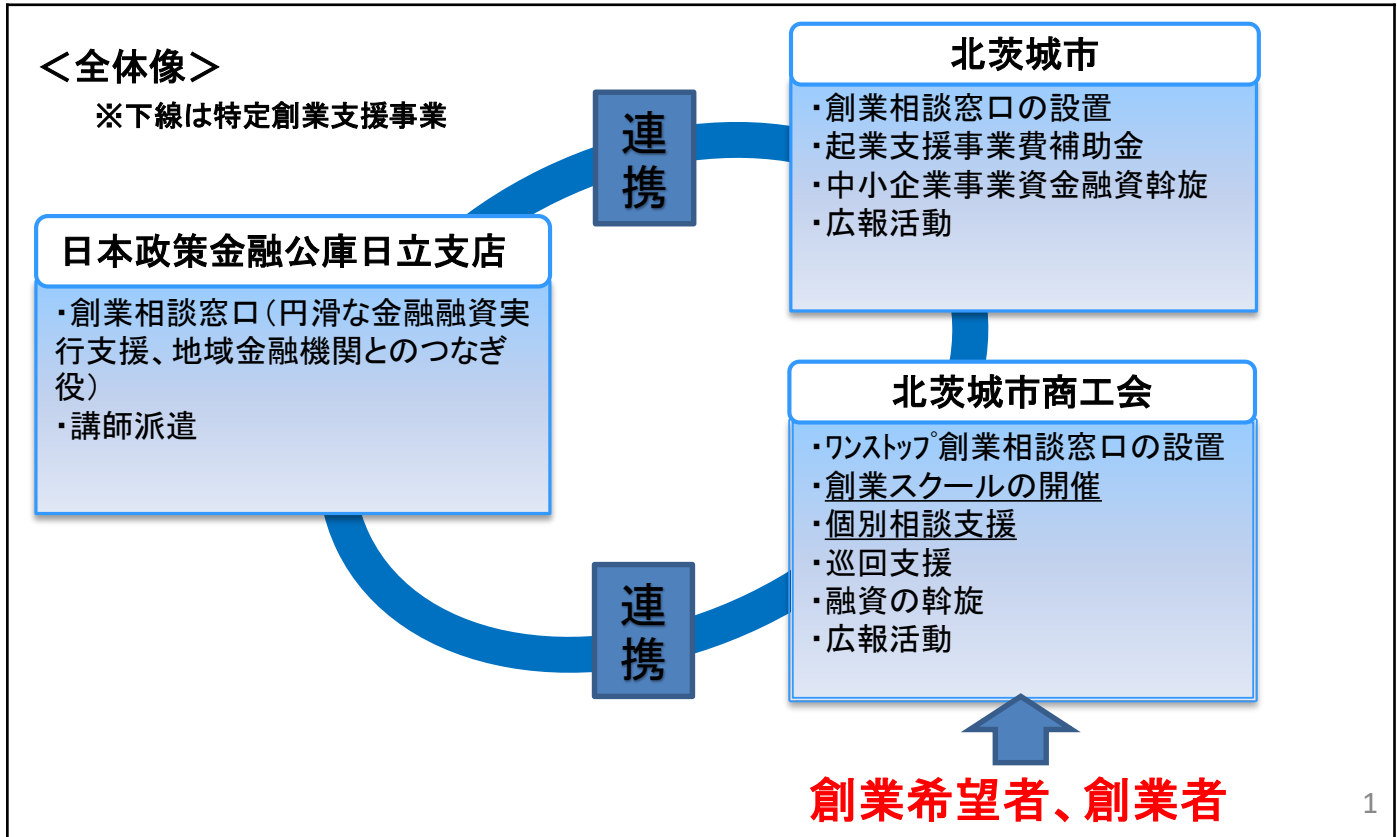 ＜全体像＞
※下線は特定創業支援事業
連
携
北茨城市
・創業相談窓口の設置
・起業支援事業費補助金
・中小企業事業資金融資斡旋
・広報活動
日本政策金融公庫日立支店
・創業相談窓口（円滑な金融融資実
行支援、地域金融機関とのつなぎ
役）
・講師派遣
北茨城市商工会
・ﾜﾝｽﾄｯﾌﾟ創業相談窓口の設置
・創業スクールの開催
・個別相談支援
・巡回支援
・融資の斡旋
・広報活動
連
携
創業希望者、創業者
1